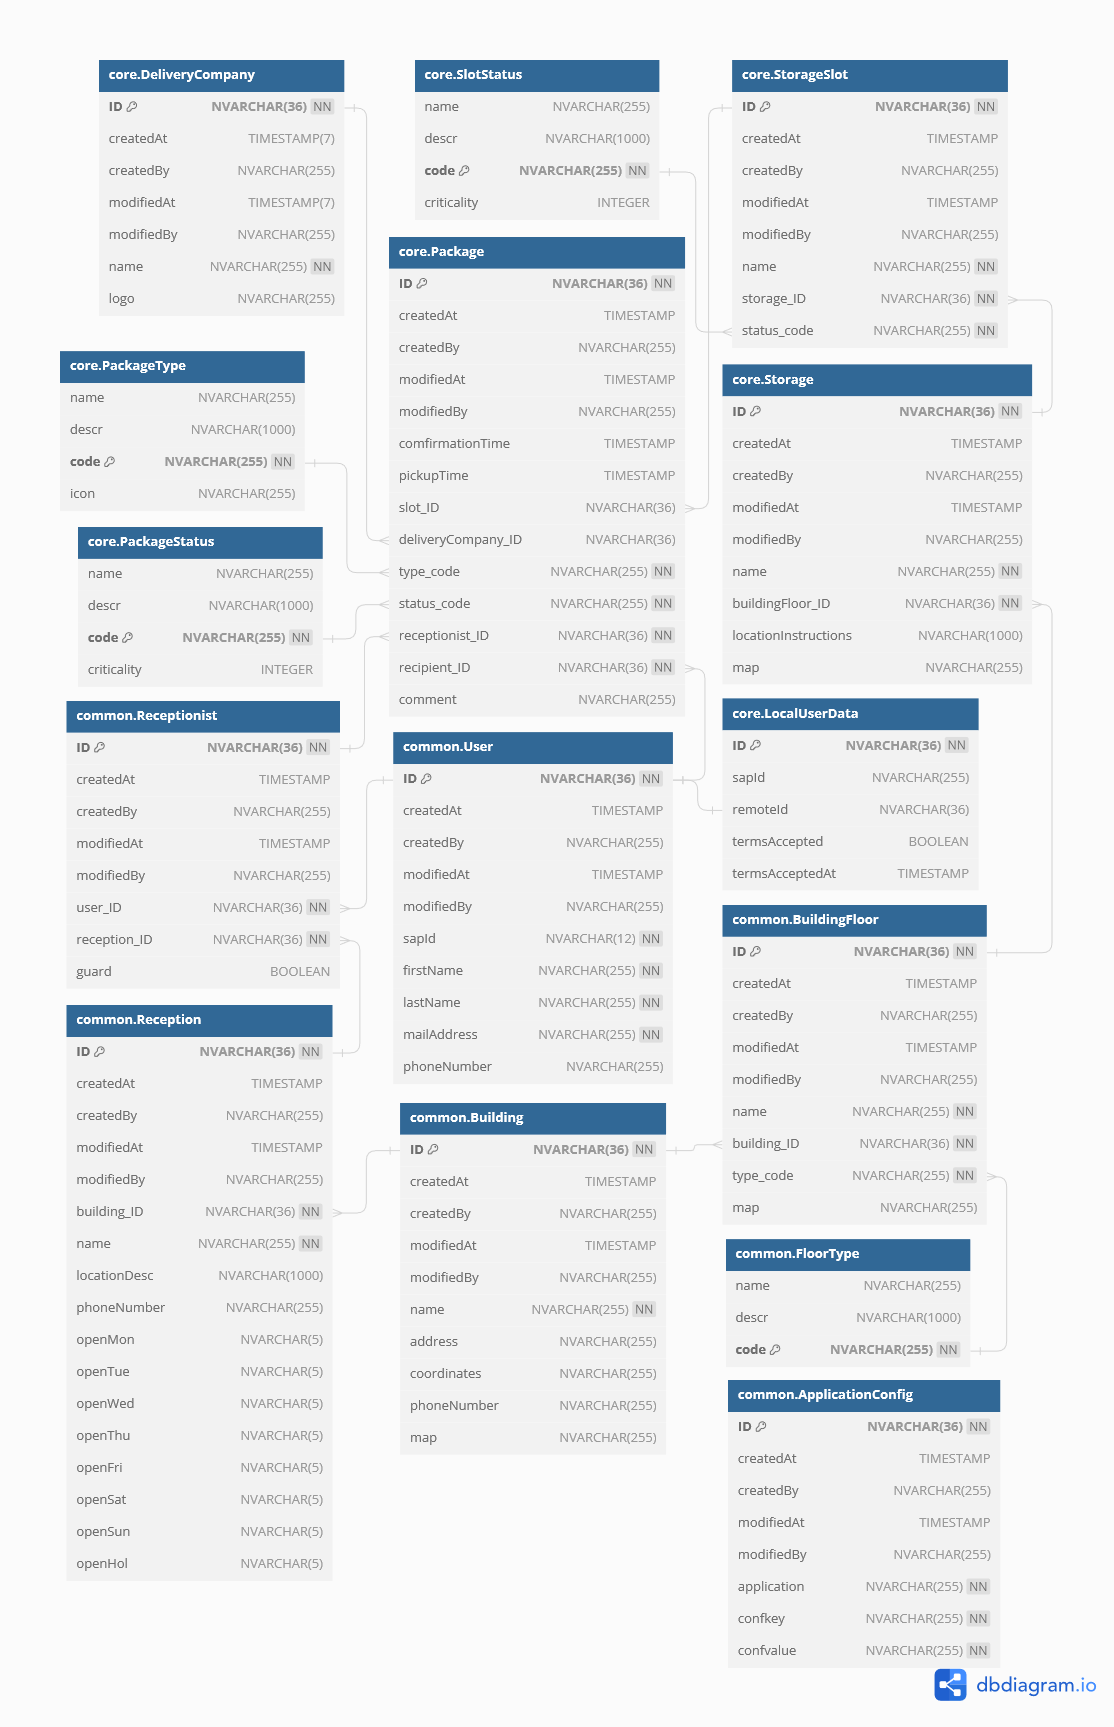 core.DeliveryCompany
ID NVARCHAR(36) NN
createdAt TIMESTAMP(7)
createdBy NVARCHAR(255)
modifiedAt TIMESTAMP(7)
modifiedBy NVARCHAR(255)
name NVARCHAR(255) NN
logo NVARCHAR(255)
core.SlotStatus
name NVARCHAR(255)
descr NVARCHAR(1000)
code NVARCHAR(255) NN
criticality INTEGER
core.StorageSlot
ID NVARCHAR(36) NN
createdAt TIMESTAMP
createdBy NVARCHAR(255)
modifiedAt TIMESTAMP
modifiedBy NVARCHAR(255)
name NVARCHAR(255) NN
storage_ID NVARCHAR(36) NN
status_code NVARCHAR(255) NN
core.Package
ID NVARCHAR(36) NN
createdAt TIMESTAMP
createdBy NVARCHAR(255)
modifiedAt TIMESTAMP
modifiedBy NVARCHAR(255)
comfirmationTime TIMESTAMP
pickupTime TIMESTAMP
slot_ID NVARCHAR(36)
deliveryCompany_ID NVARCHAR(36)
type_code NVARCHAR(255) NN
status_code NVARCHAR(255) NN
receptionist_ID NVARCHAR(36) NN
recipient_ID NVARCHAR(36) NN
comment NVARCHAR(255)
core.PackageType
name NVARCHAR(255)
descr NVARCHAR(1000)
code NVARCHAR(255) NN
icon NVARCHAR(255)
core.Storage
ID NVARCHAR(36) NN
createdAt TIMESTAMP
createdBy NVARCHAR(255)
modifiedAt TIMESTAMP
modifiedBy NVARCHAR(255)
name NVARCHAR(255) NN
buildingFloor_ID NVARCHAR(36) NN
locationInstructions NVARCHAR(1000)
map NVARCHAR(255)
core.PackageStatus
name NVARCHAR(255)
descr NVARCHAR(1000)
code NVARCHAR(255) NN
criticality INTEGER
common.Receptionist
ID NVARCHAR(36) NN
createdAt TIMESTAMP
createdBy NVARCHAR(255)
modifiedAt TIMESTAMP
modifiedBy NVARCHAR(255)
user_ID NVARCHAR(36) NN
reception_ID NVARCHAR(36) NN
guard BOOLEAN
common.User
ID NVARCHAR(36) NN
createdAt TIMESTAMP
createdBy NVARCHAR(255)
modifiedAt TIMESTAMP
modifiedBy NVARCHAR(255)
sapId NVARCHAR(12) NN
firstName NVARCHAR(255) NN
lastName NVARCHAR(255) NN
mailAddress NVARCHAR(255) NN
phoneNumber NVARCHAR(255)
core.LocalUserData
ID NVARCHAR(36) NN
sapId NVARCHAR(255)
remoteId NVARCHAR(36)
termsAccepted BOOLEAN
termsAcceptedAt TIMESTAMP
common.BuildingFloor
ID NVARCHAR(36) NN
createdAt TIMESTAMP
createdBy NVARCHAR(255)
modifiedAt TIMESTAMP
modifiedBy NVARCHAR(255)
name NVARCHAR(255) NN
building_ID NVARCHAR(36) NN
type_code NVARCHAR(255) NN
map NVARCHAR(255)
common.Reception
ID NVARCHAR(36) NN
createdAt TIMESTAMP
createdBy NVARCHAR(255)
modifiedAt TIMESTAMP
modifiedBy NVARCHAR(255)
building_ID NVARCHAR(36) NN
name NVARCHAR(255) NN
locationDesc NVARCHAR(1000)
phoneNumber NVARCHAR(255)
openMon NVARCHAR(5)
openTue NVARCHAR(5)
openWed NVARCHAR(5)
openThu NVARCHAR(5)
openFri NVARCHAR(5)
openSat NVARCHAR(5)
openSun NVARCHAR(5)
openHol NVARCHAR(5)
common.Building
ID NVARCHAR(36) NN
createdAt TIMESTAMP
createdBy NVARCHAR(255)
modifiedAt TIMESTAMP
modifiedBy NVARCHAR(255)
name NVARCHAR(255) NN
address NVARCHAR(255)
coordinates NVARCHAR(255)
phoneNumber NVARCHAR(255)
map NVARCHAR(255)
common.FloorType
name NVARCHAR(255)
descr NVARCHAR(1000)
code NVARCHAR(255) NN
common.ApplicationConfig
ID NVARCHAR(36) NN
createdAt TIMESTAMP
createdBy NVARCHAR(255)
modifiedAt TIMESTAMP
modifiedBy NVARCHAR(255)
application NVARCHAR(255) NN
confkey NVARCHAR(255) NN
confvalue NVARCHAR(255) NN
dbdiagram.io